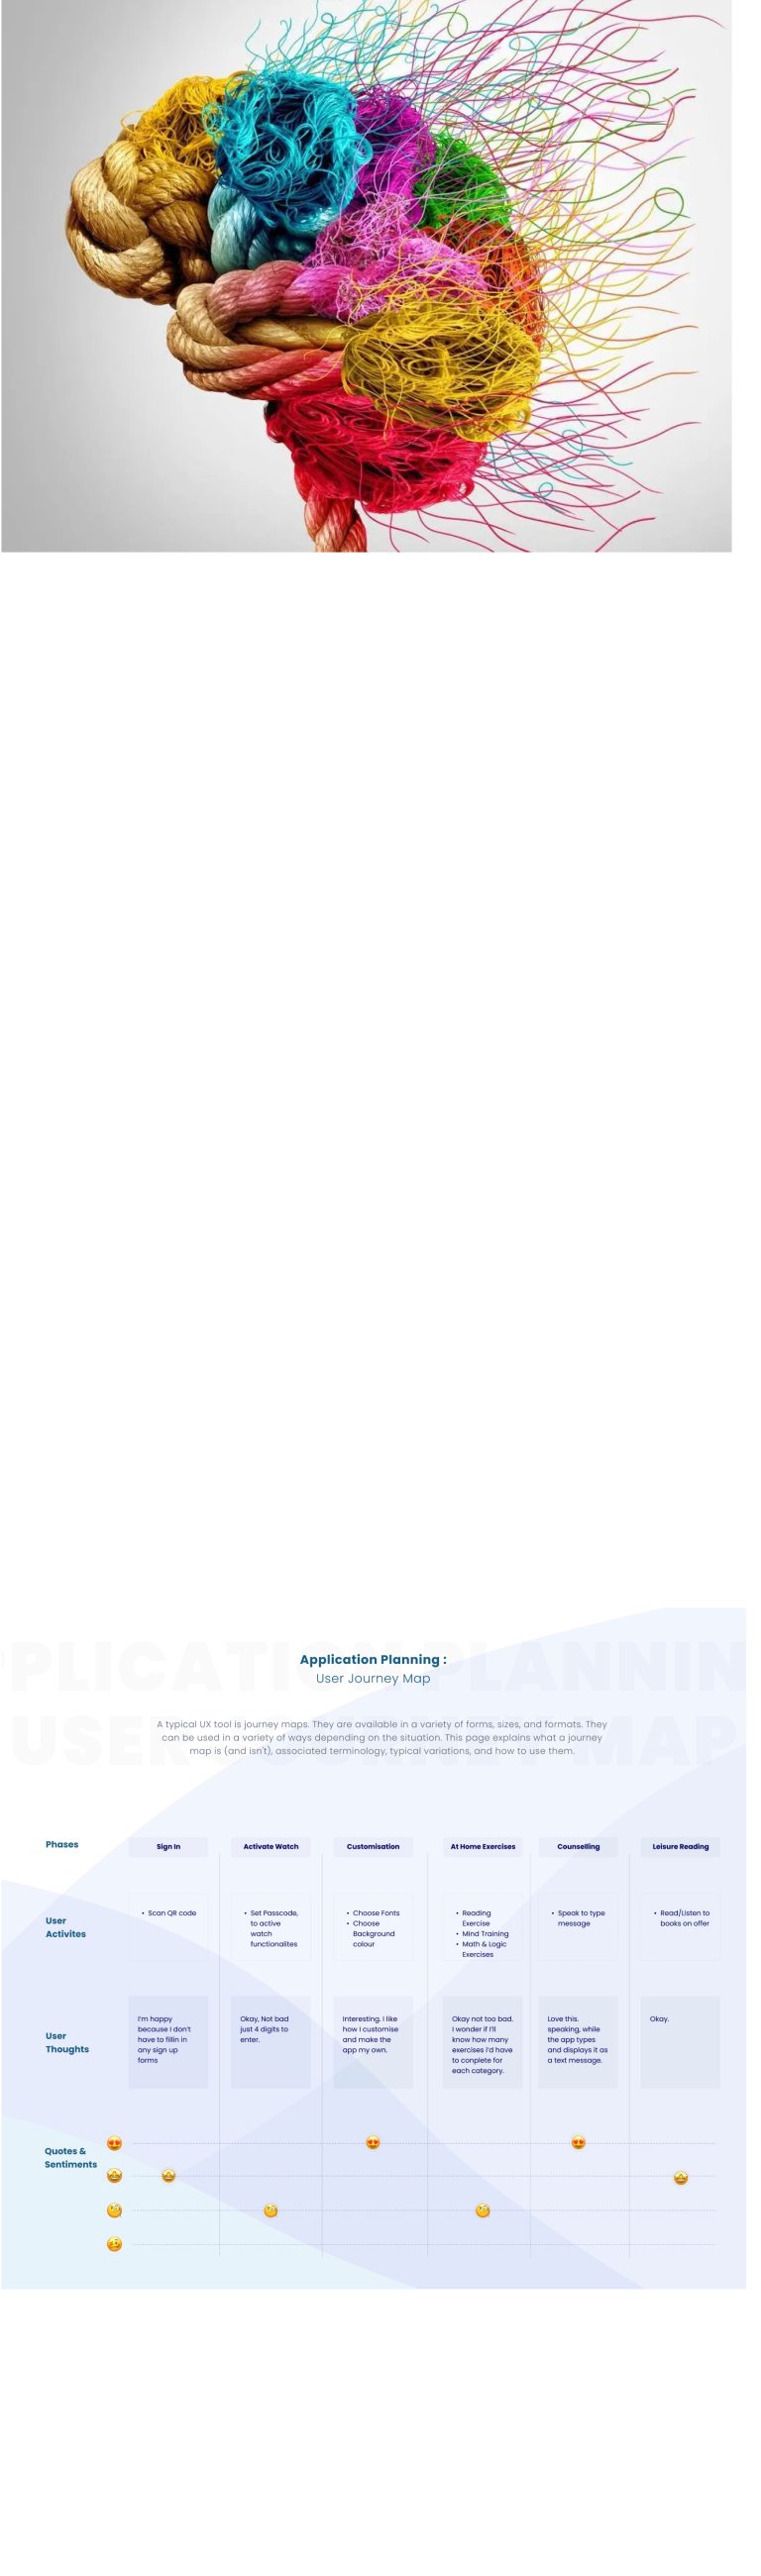 PPLICATION PLANNIN
Application Planning :
User Journey Map
USER JOURNEY MAP
A typical UX tool is journey maps. They are available in a variety of forms, sizes, and formats. They
can be used in a variety of ways depending on the situation. This page explains what a journey
map is (and isn't), associated terminology, typical variations, and how to use them.
Phases
Sign In
Activate Watch
Customisation
At Home Exercises
Counselling
Leisure Reading
User
Activites
• Scan QR code
• Set Passcode,
to active
watch
functionalites
• Choose Fonts
• Choose
Background
colour
• Reading
Exercise
• Mind Training
• Math & Logic
Exercises
• Speak to type
message
• Read/Listen to
books on offer
User
Thoughts
I'm happy
because I don't
have to fillin in
any sign up
forms
Okay, Not bad
just 4 digits to
enter.
Interesting. I like
how I customise
and make the
app my own.
Okay not too bad.
I wonder if I'll
know how many
exercises I'd have
to conplete for
each category.
Love this.
speaking, while
the app types
and displays it as
a text message.
Okay.
Quotes &
Sentiments